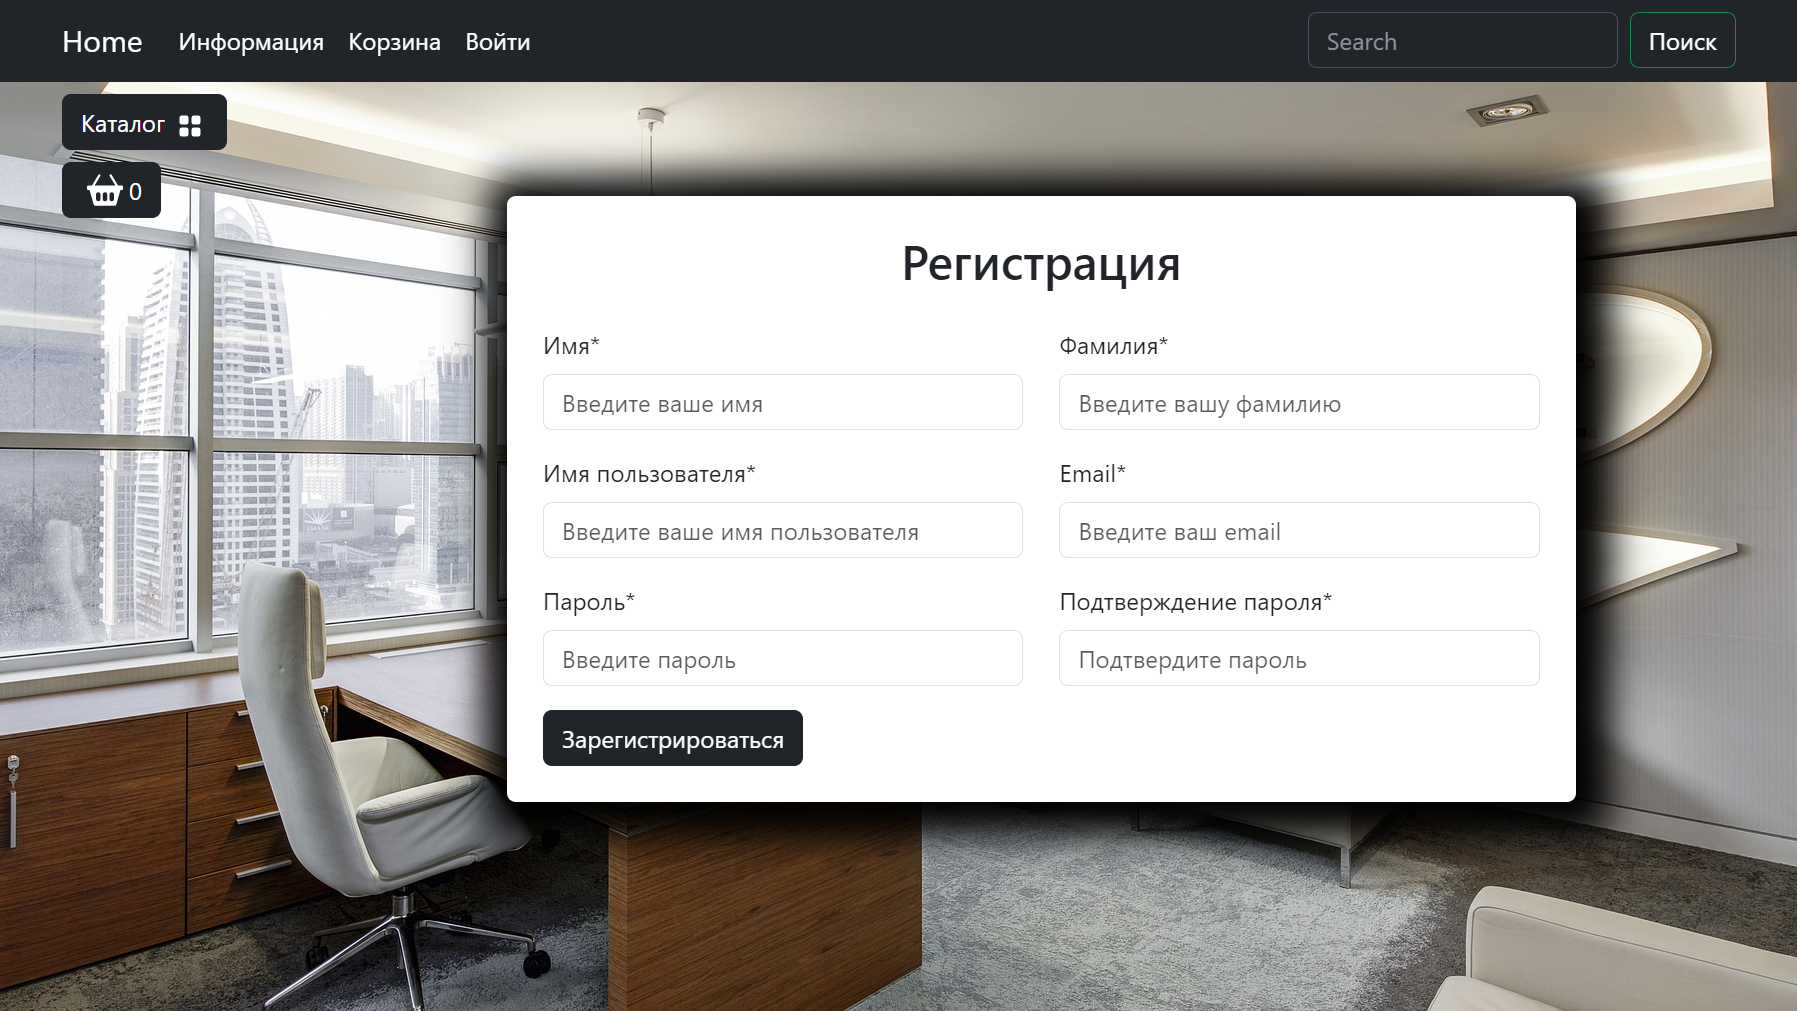 Home Информация Корзина Войти Search Поиск
Каталог
0
Регистрация
Имя* Фамилия*
Введите ваше имя Введите вашу фамилию
Имя пользователя* Email*
Введите ваше имя пользователя Введите ваш email
Пароль* Подтверждение пароля*
Введите пароль Подтвердите пароль
Зарегистрироваться